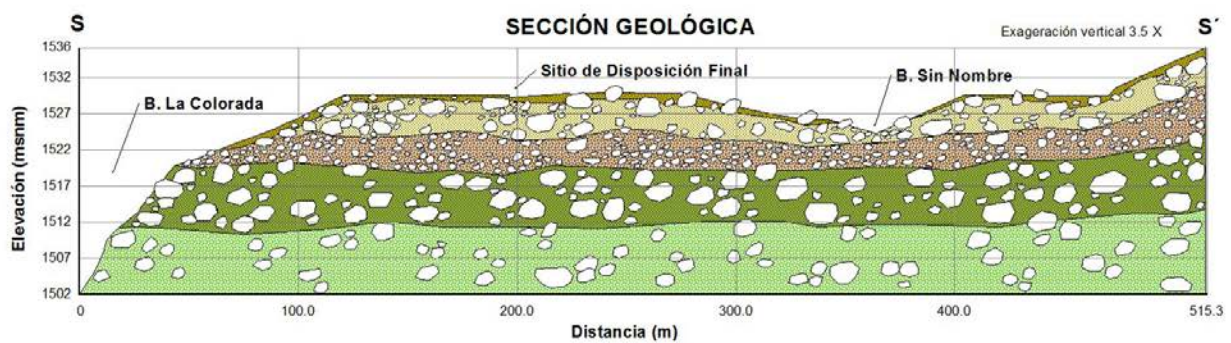 S
SECCIÓN GEOLÓGICA
Exageración vertical 3.5 X
S´
1536
1532
1527
1522
1517
1512
1507
1502
Elevación (msnm)
B. La Colorada
Sitio de Disposición Final
B. Sin Nombre
0
100.0
200.0
300.0
400.0
515.3
Distancia (m)